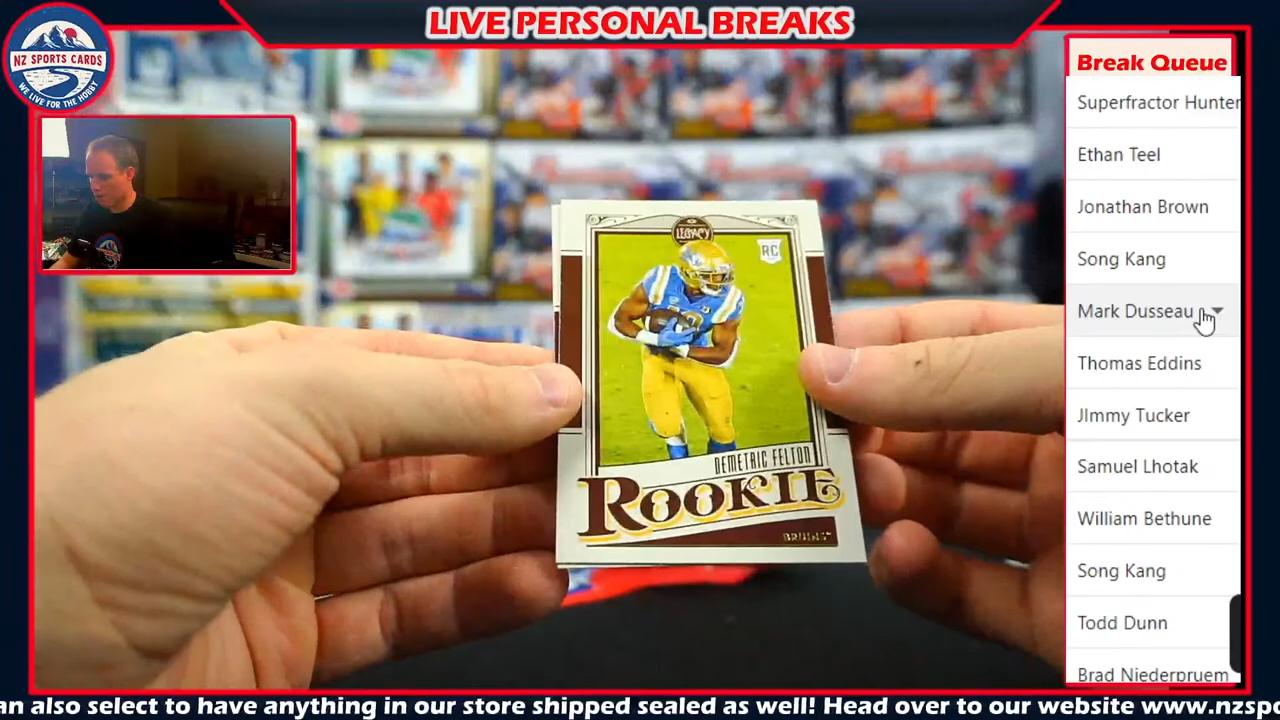 LIVE PERSONAL BREAKS
NZ SPORTS CARDS
WE LIVE FOR THE HOBBY
Break Queue
Superfractor Hunter
Ethan Teel
Jonathan Brown
Song Kang
Mark Dusseau
Thomas Eddins
JImmy Tucker
Samuel Lhotak
William Bethune
Song Kang
Todd Dunn
Brad Niederpruem
LEGACY
RC
DEMETRIC FELTON
ROOKIE
BRUINS
an also select to have anything in our store shipped sealed as well! Head over to our website www.nzspo